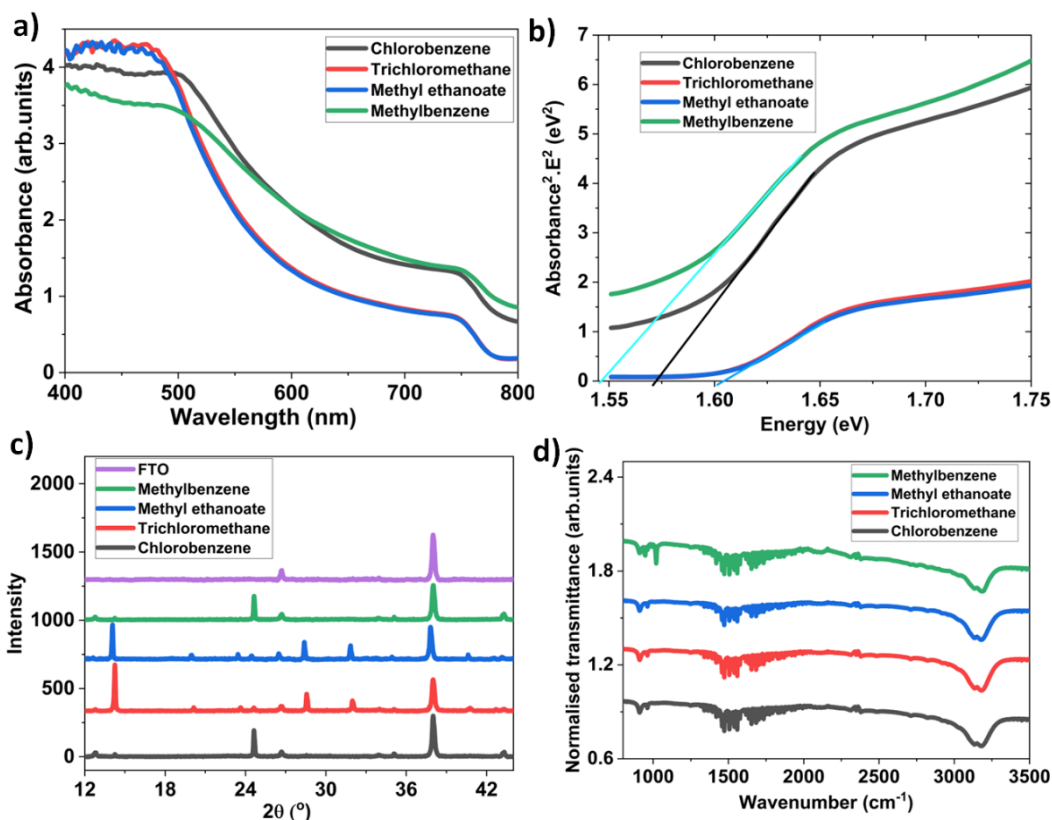 a)
Absorbance (arb.units)
4
3
2
1
0
400 500 600 700 800
Wavelength (nm)
Chlorobenzene
Trichloromethane
Methyl ethanoate
Methylbenzene
b)
Absorbance².E² (eV²)
7
6
5
4
3
2
1
0
1.55 1.60 1.65 1.70 1.75
Energy (eV)
Chlorobenzene
Trichloromethane
Methyl ethanoate
Methylbenzene
c)
Intensity
2000
1500
1000
500
0
12 18 24 30 36 42
2θ (°)
FTO
Methylbenzene
Methyl ethanoate
Trichloromethane
Chlorobenzene
d)
Normalised transmittance (arb.units)
2.4
1.8
1.2
0.6
1000 1500 2000 2500 3000 3500
Wavenumber (cm⁻¹)
Methylbenzene
Methyl ethanoate
Trichloromethane
Chlorobenzene